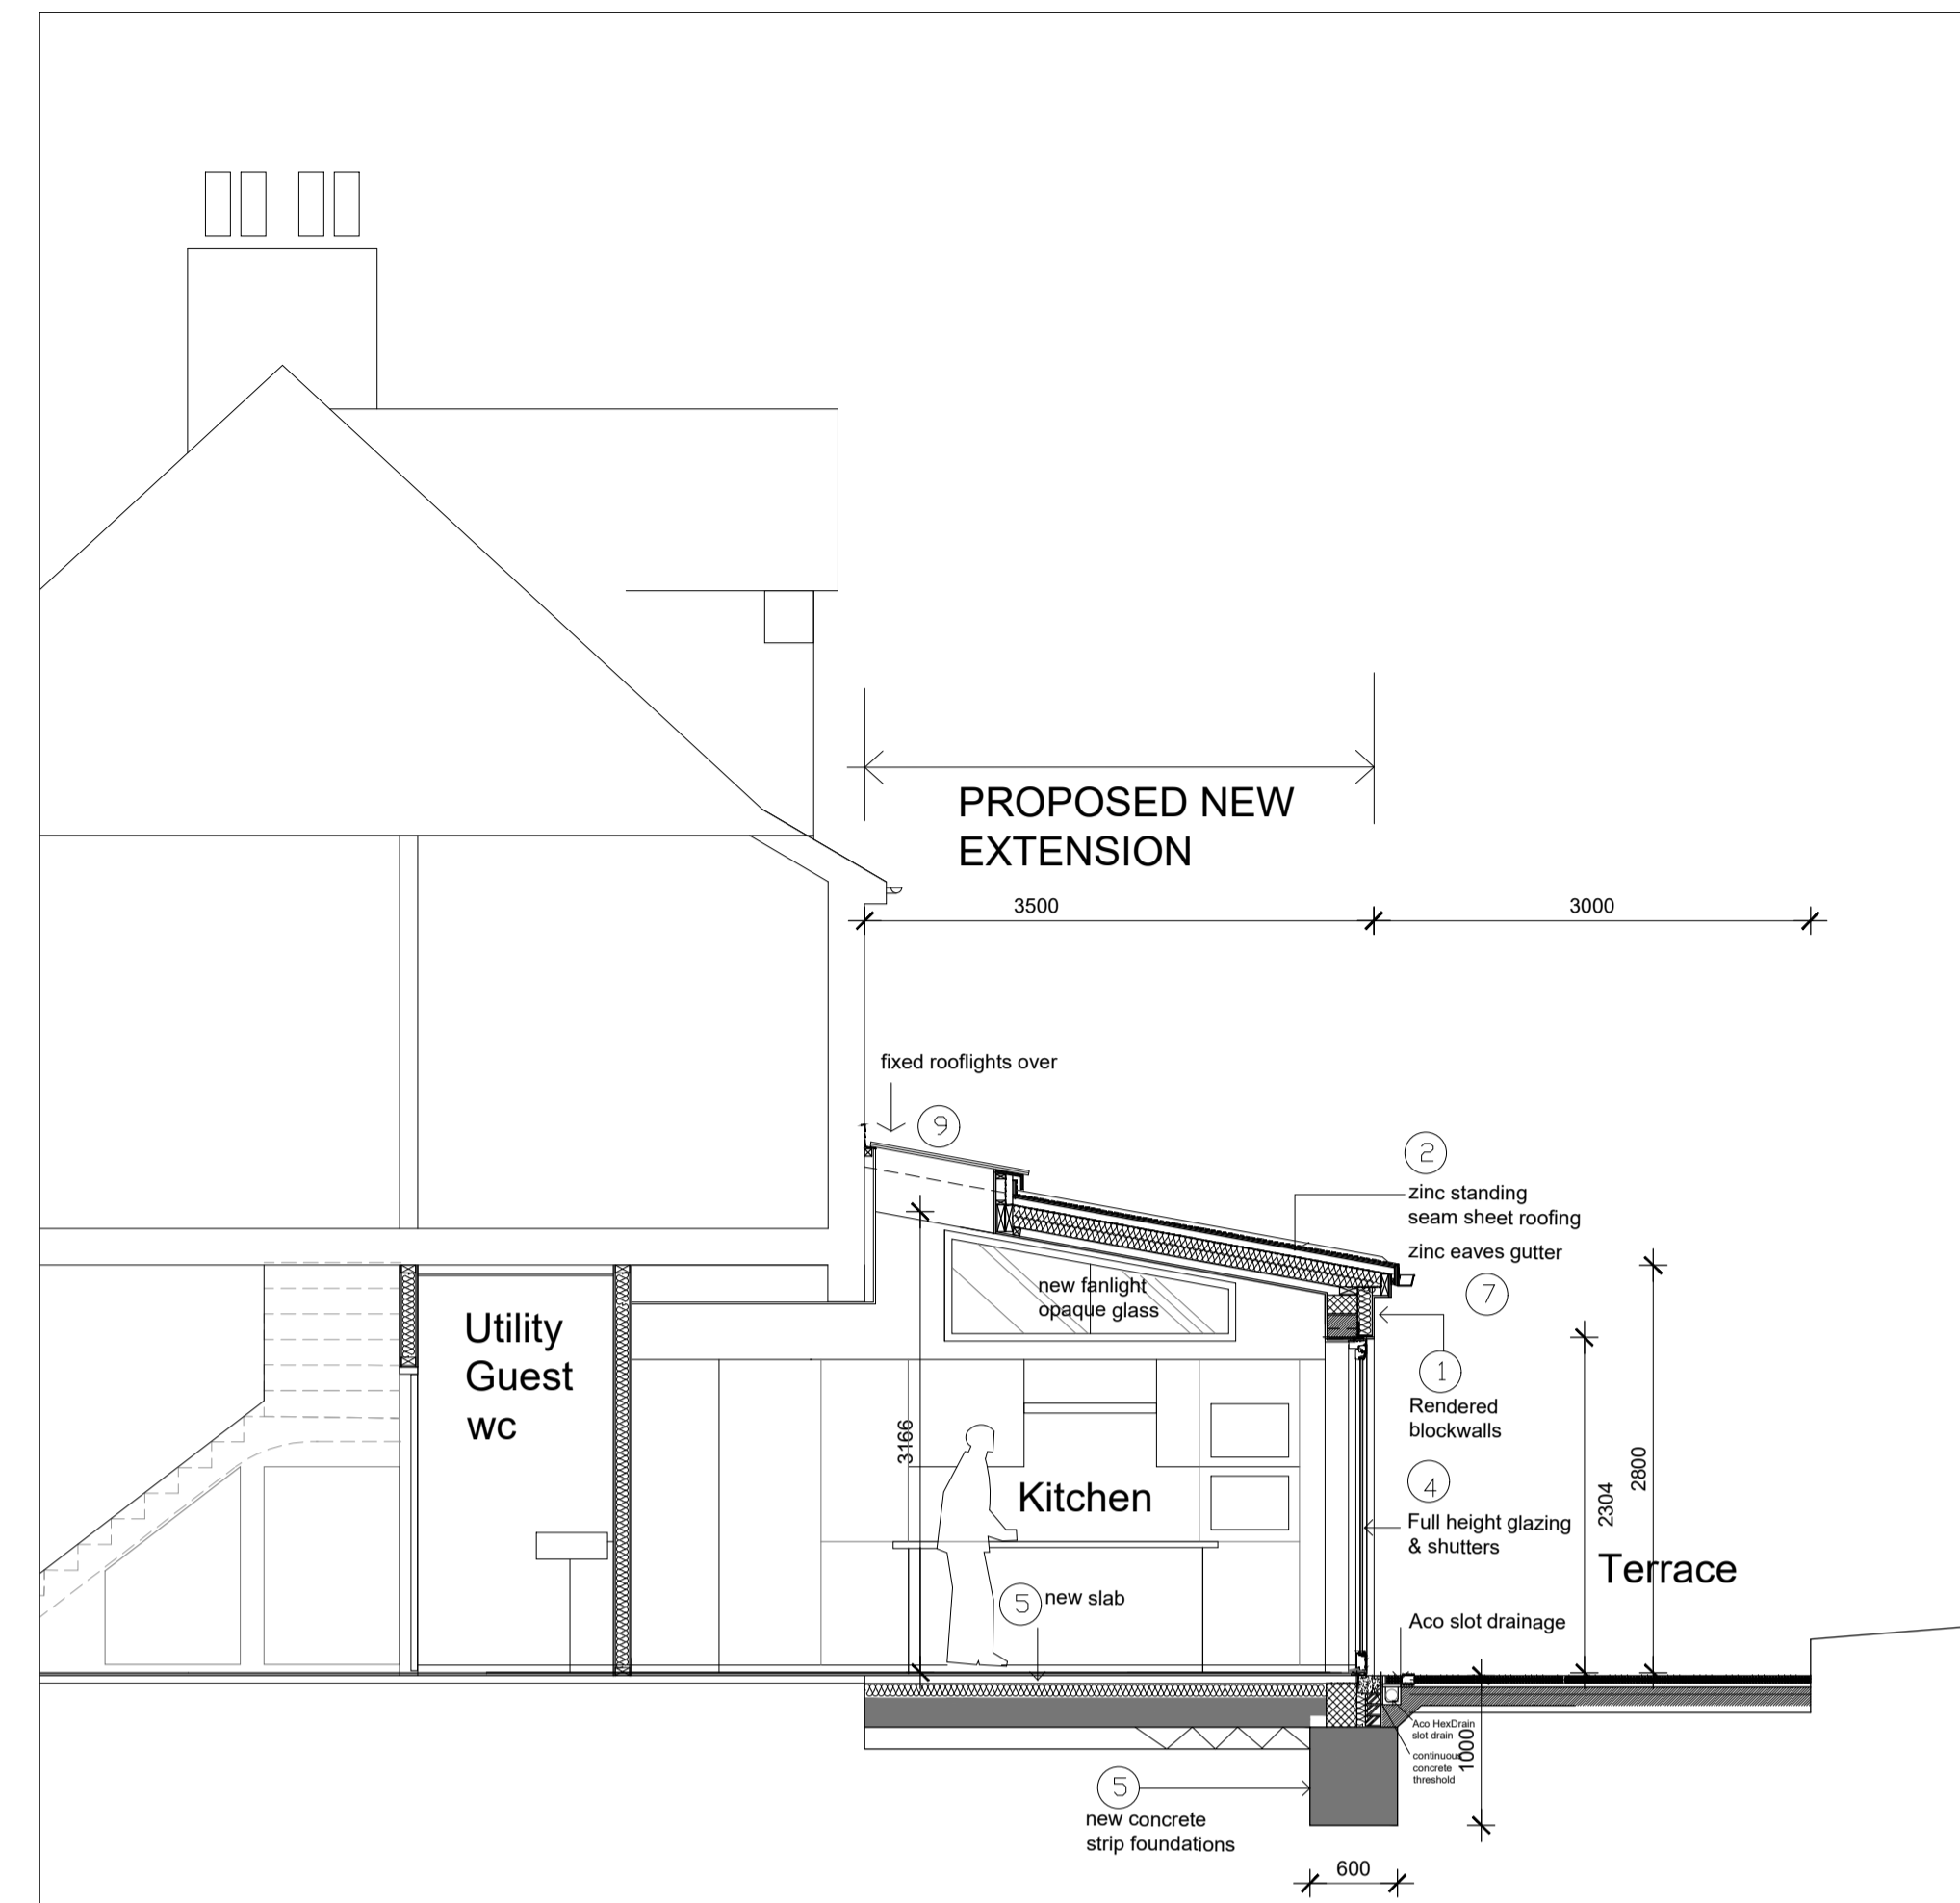 PROPOSED NEW
EXTENSION
3500
3000
fixed rooflights over
9
2
zinc standing
seam sheet roofing
zinc eaves gutter
7
new fanlight
opaque glass
Utility
Guest
wc
1
Rendered
blockwalls
3166
Kitchen
4
Full height glazing
& shutters
2304
2800
Terrace
5
new slab
Aco slot drainage
Aco HexDrain
slot drain
continuous
concrete
threshold
1000
5
new concrete
strip foundations
600